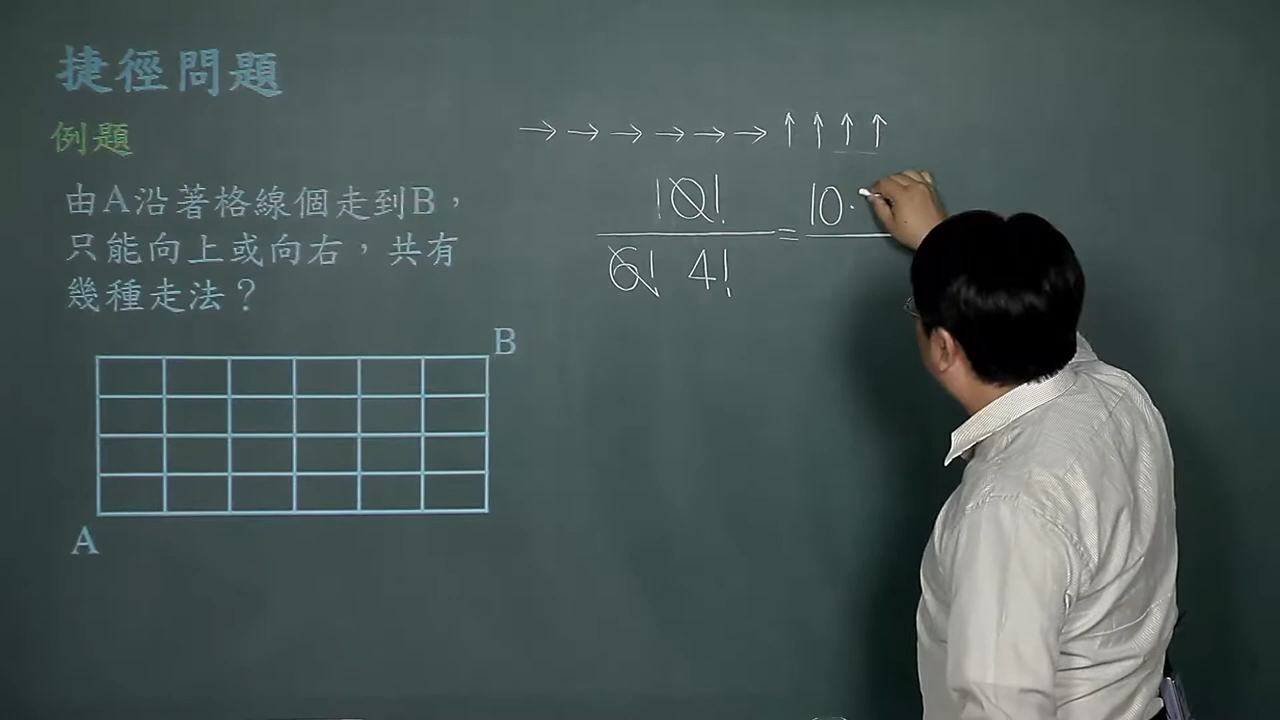 捷徑問題
例題
由A沿著格線個走到B，
只能向上或向右，共有
幾種走法？
B
A
→ → → → → → ↑ ↑ ↑ ↑
10!
6! 4!
= 10·